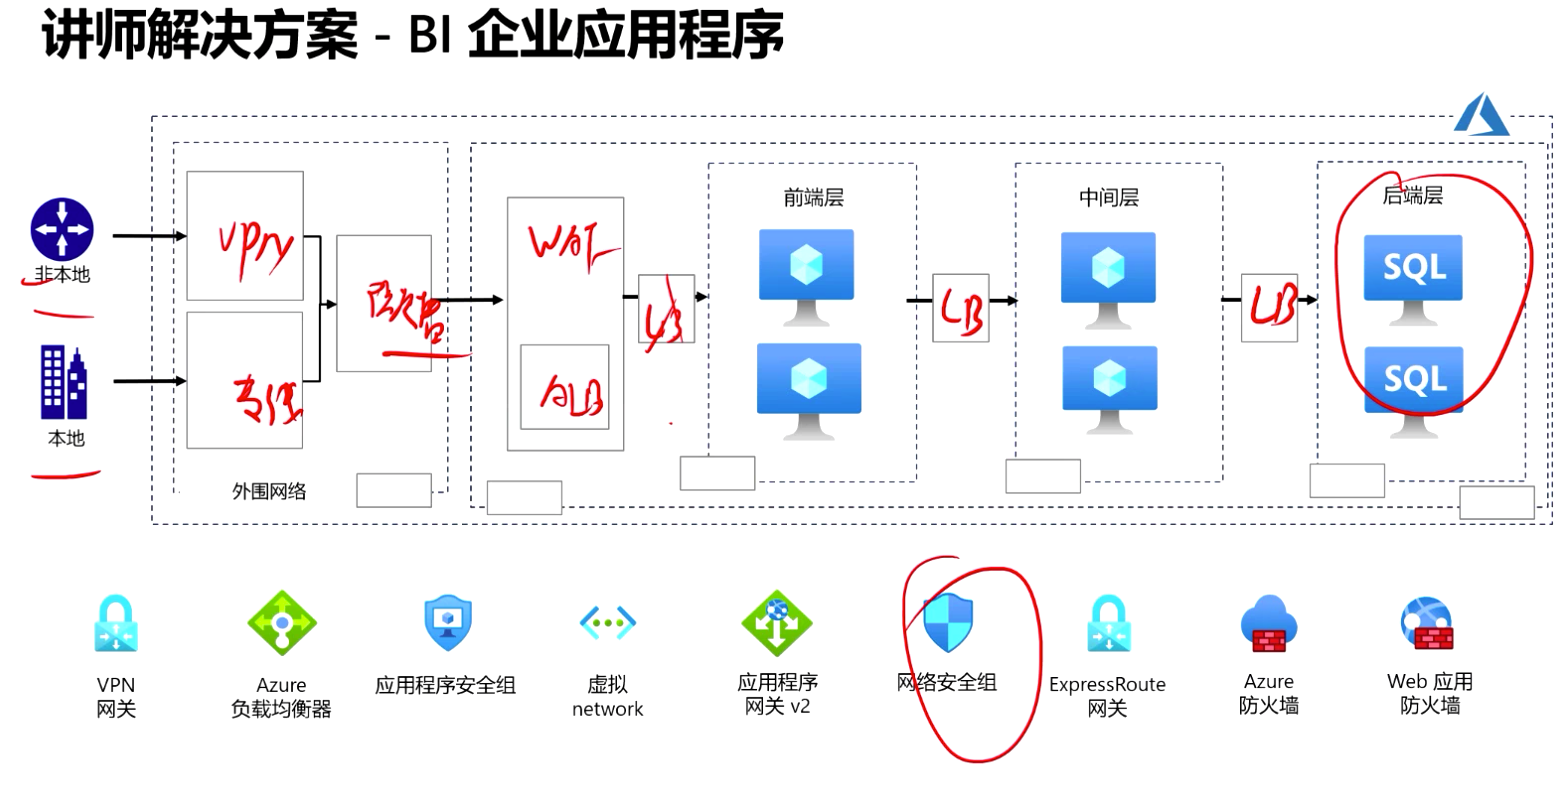 讲师解决方案 - BI 企业应用程序
非本地
本地
vpn
专线
防火墙
外围网络
WAF
ALB
LB
前端层
LB
中间层
LB
后端层
SQL
SQL
VPN
网关
Azure
负载均衡器
应用程序安全组
虚拟
network
应用程序
网关 v2
网络安全组
ExpressRoute
网关
Azure
防火墙
Web 应用
防火墙